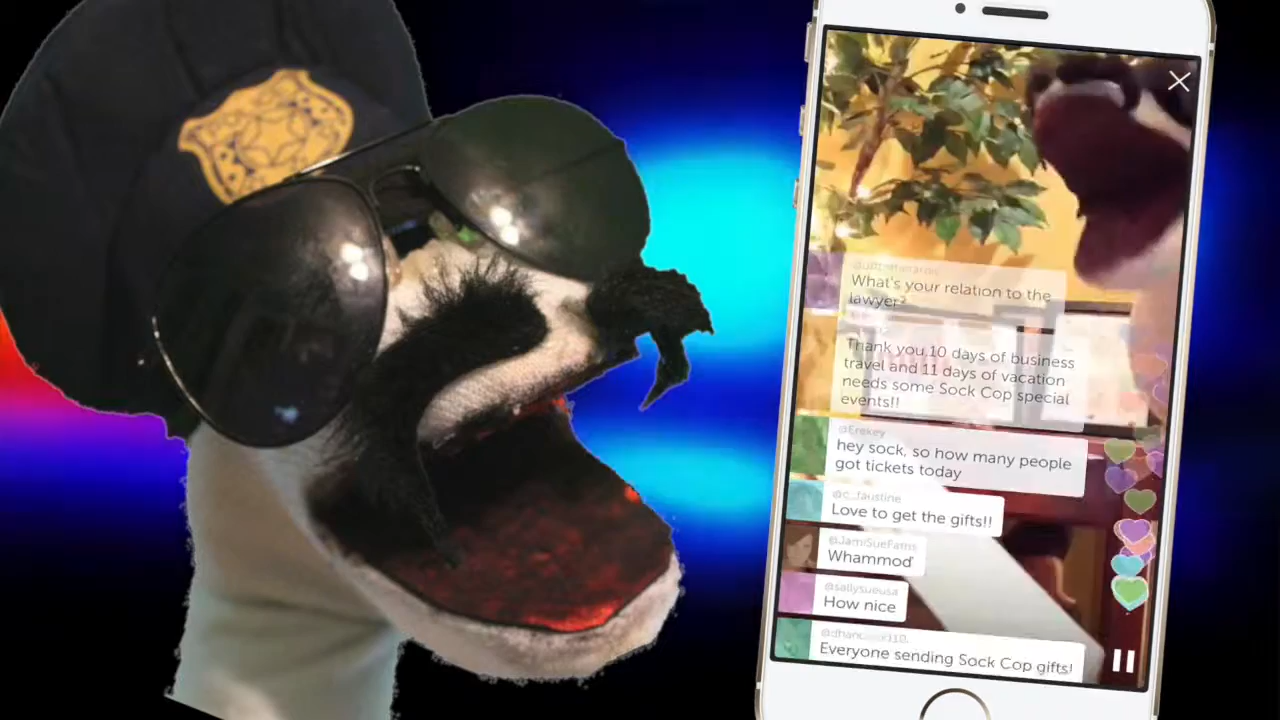 What's your relation to the
lawyer?
Thank you.10 days of business
travel and 11 days of vacation
needs some Sock Cop special
events!!
@Erekey
hey sock, so how many people
got tickets today
Love to get the gifts!!
@JamiSueFams
Whammod
@sallysueusa
How nice
Everyone sending Sock Cop gifts!